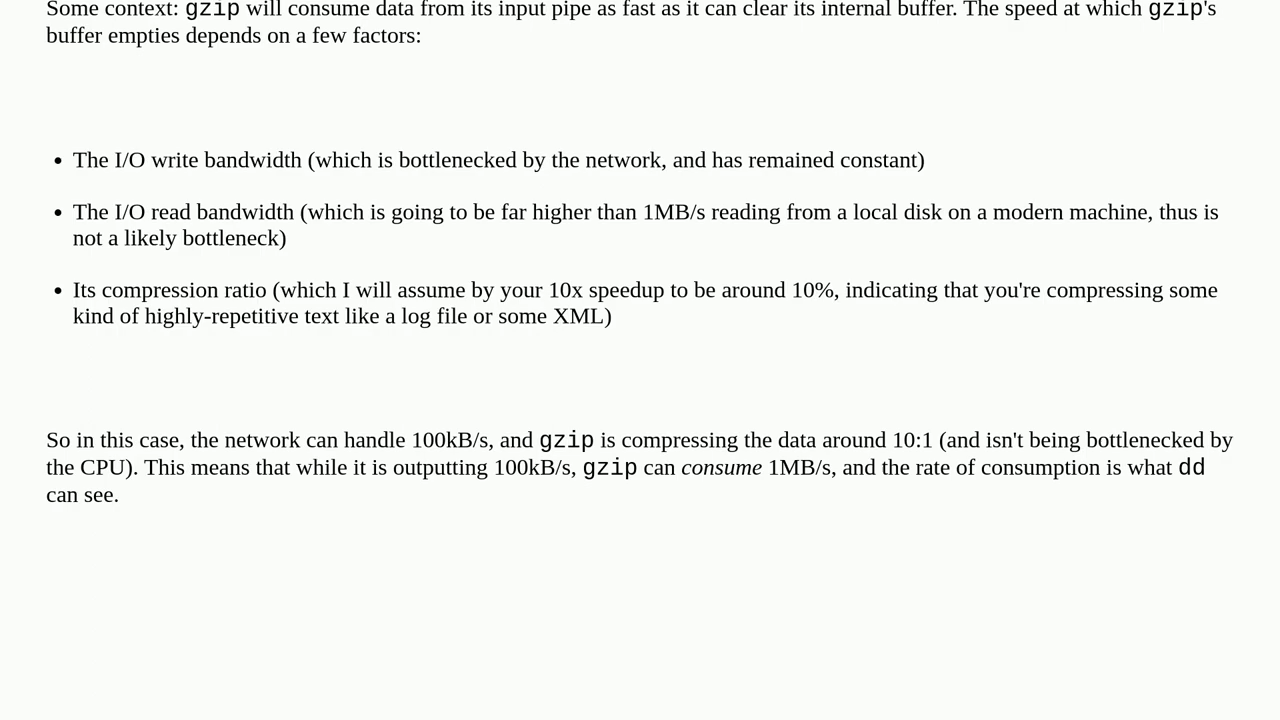 Some context: gzip will consume data from its input pipe as fast as it can clear its internal buffer. The speed at which gzip's
buffer empties depends on a few factors:
• The I/O write bandwidth (which is bottlenecked by the network, and has remained constant)
• The I/O read bandwidth (which is going to be far higher than 1MB/s reading from a local disk on a modern machine, thus is
not a likely bottleneck)
• Its compression ratio (which I will assume by your 10x speedup to be around 10%, indicating that you're compressing some
kind of highly-repetitive text like a log file or some XML)
So in this case, the network can handle 100kB/s, and gzip is compressing the data around 10:1 (and isn't being bottlenecked by
the CPU). This means that while it is outputting 100kB/s, gzip can consume 1MB/s, and the rate of consumption is what dd
can see.